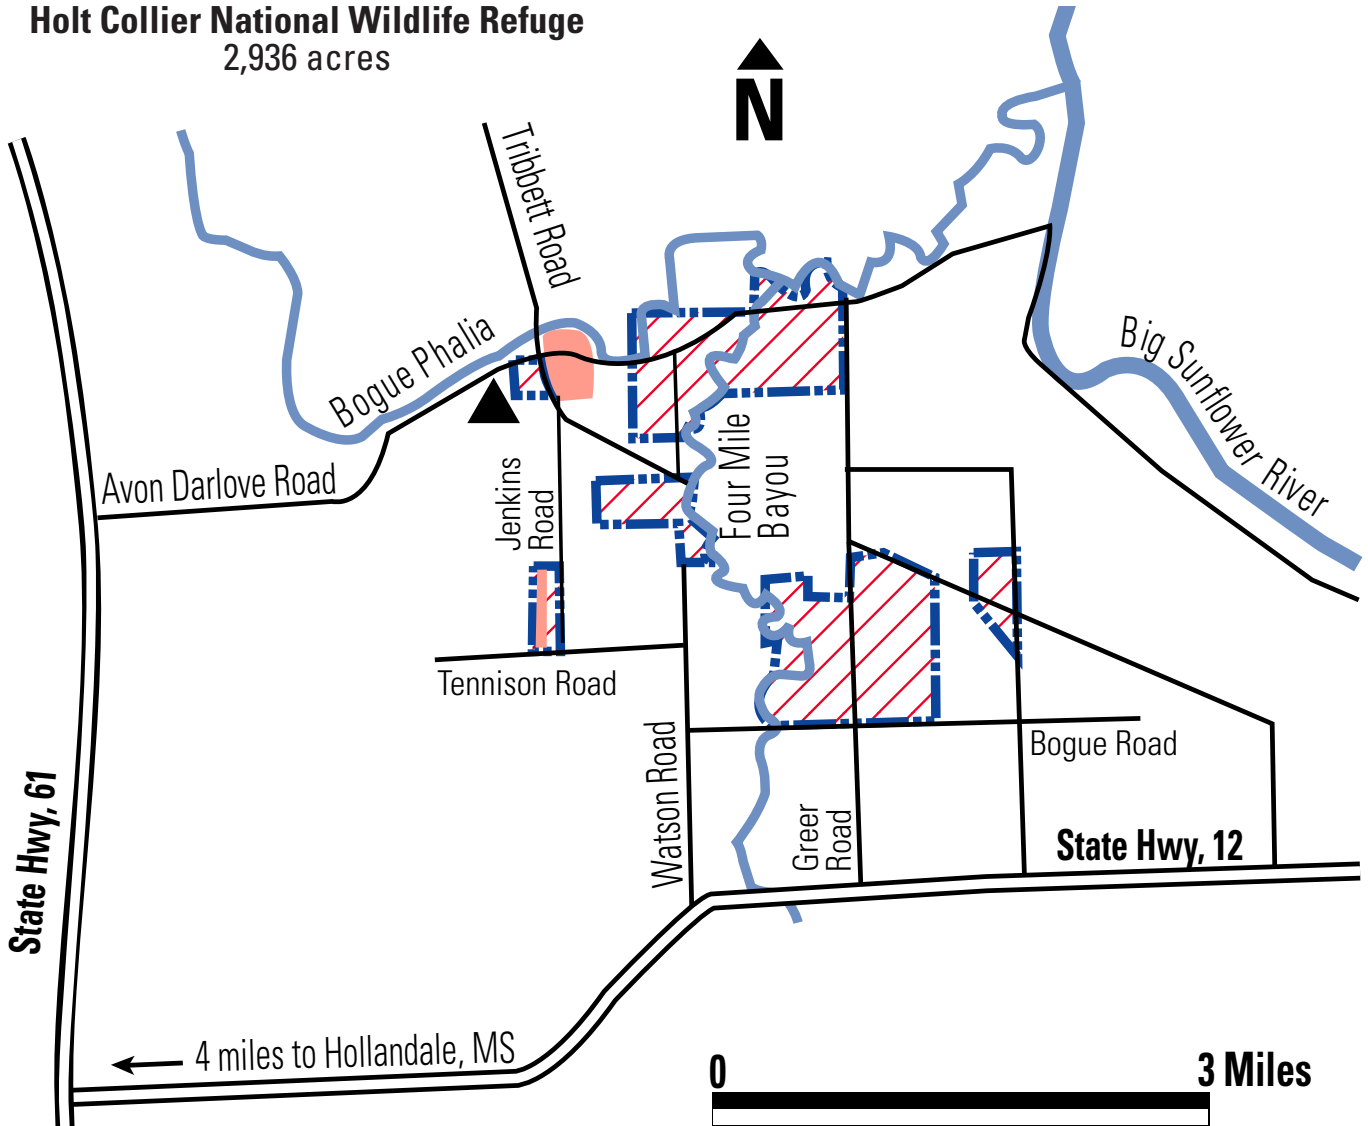 Holt Collier National Wildlife Refuge
2,936 acres
N
Tribbett Road
Bogue Phalia
Big Sunflower River
Avon Darlove Road
Jenkins
Road
Four Mile
Bayou
Tennison Road
Watson Road
Bogue Road
Greer
Road
State Hwy, 12
State Hwy, 61
4 miles to Hollandale, MS
0
3 Miles